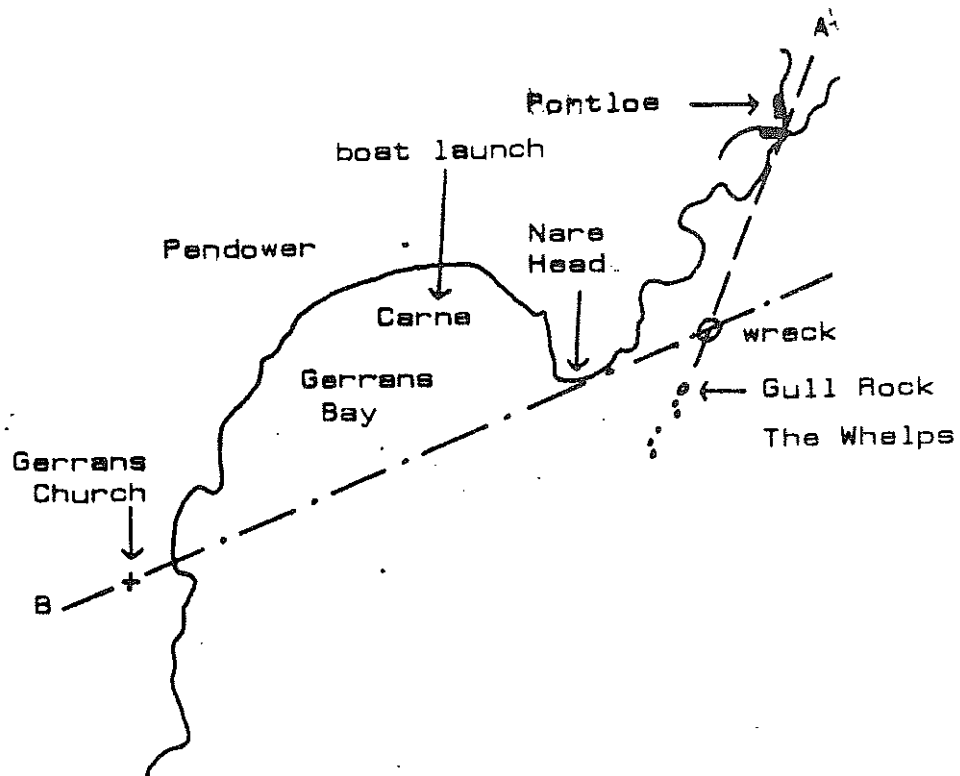 A
Portloe
boat launch
Nare
Head
Pendower
Carne
wreck
Gerrans
Bay
Gull Rock
The Whelps
Gerrans
Church
B